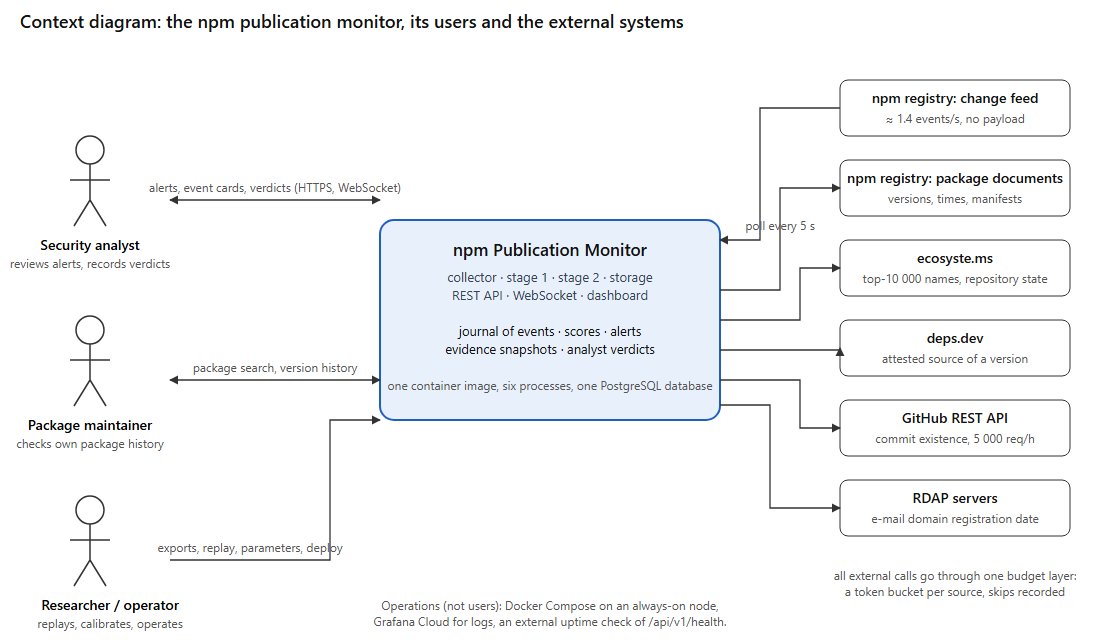 Context diagram: the npm publication monitor, its users and the external systems
alerts, event cards, verdicts (HTTPS, WebSocket)
Security analyst
reviews alerts, records verdicts
package search, version history
Package maintainer
checks own package history
exports, replay, parameters, deploy
Researcher / operator
replays, calibrates, operates
npm Publication Monitor
collector · stage 1 · stage 2 · storage
REST API · WebSocket · dashboard
journal of events · scores · alerts
evidence snapshots · analyst verdicts
one container image, six processes, one PostgreSQL database
poll every 5 s
npm registry: change feed
≈ 1.4 events/s, no payload
npm registry: package documents
versions, times, manifests
ecosyste.ms
top-10 000 names, repository state
deps.dev
attested source of a version
GitHub REST API
commit existence, 5 000 req/h
RDAP servers
e-mail domain registration date
all external calls go through one budget layer:
a token bucket per source, skips recorded
Operations (not users): Docker Compose on an always-on node,
Grafana Cloud for logs, an external uptime check of /api/v1/health.